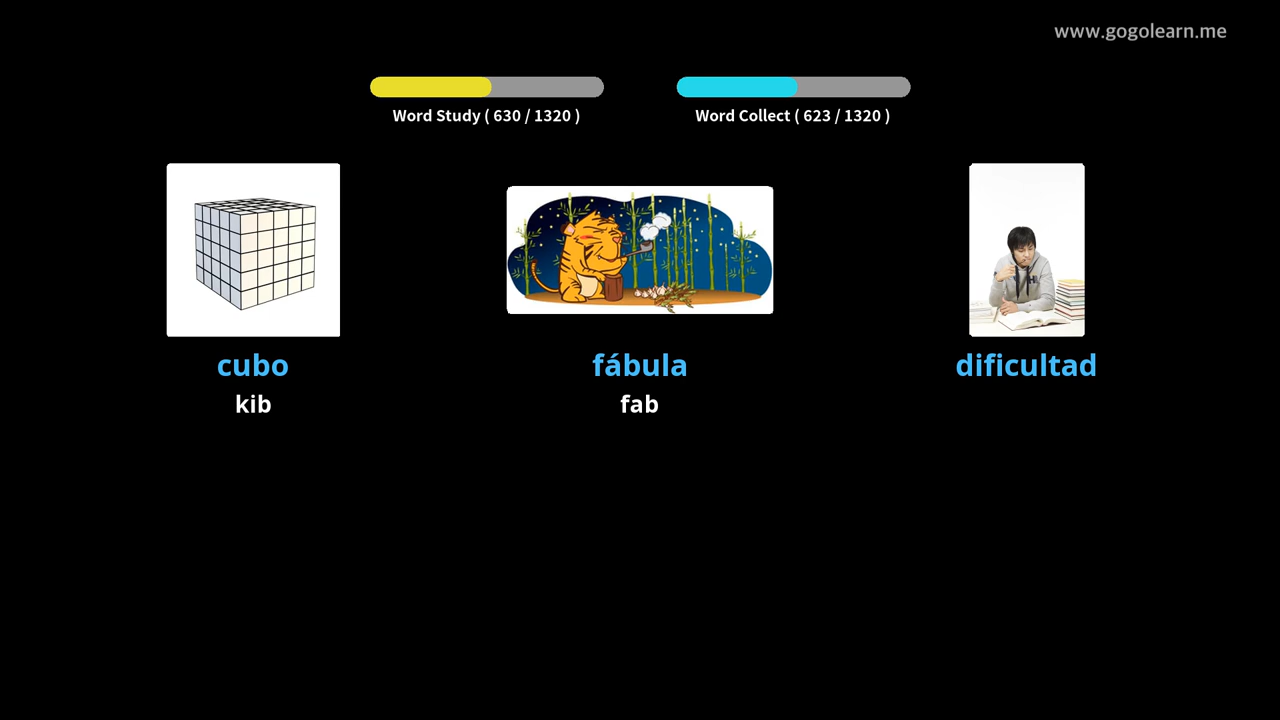 www.gogolearn.me
Word Study ( 630 / 1320 )
Word Collect ( 623 / 1320 )
cubo
kib
fábula
fab
dificultad